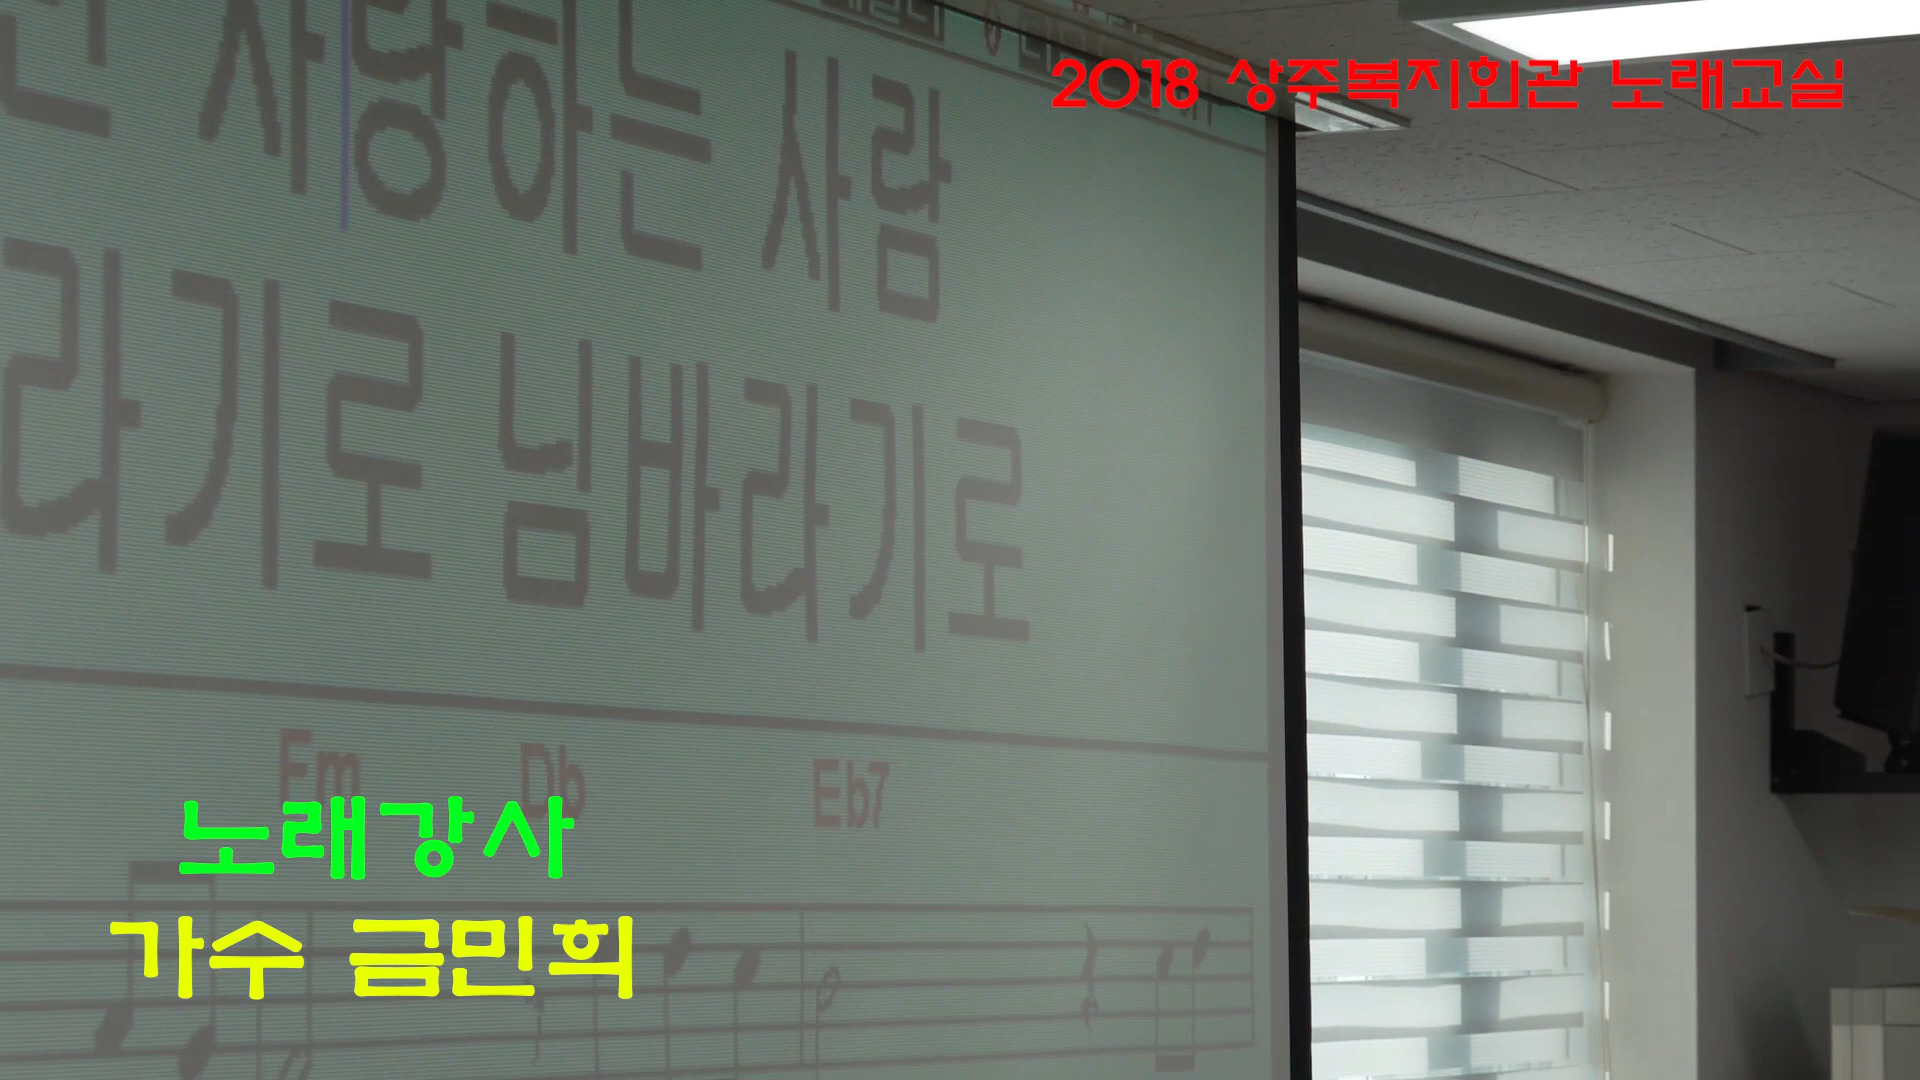 2018 상주복지회관 노래교실
사랑하는 사람
라기로 님바라기로
Fm Db Eb7
노래강사
가수 금민희